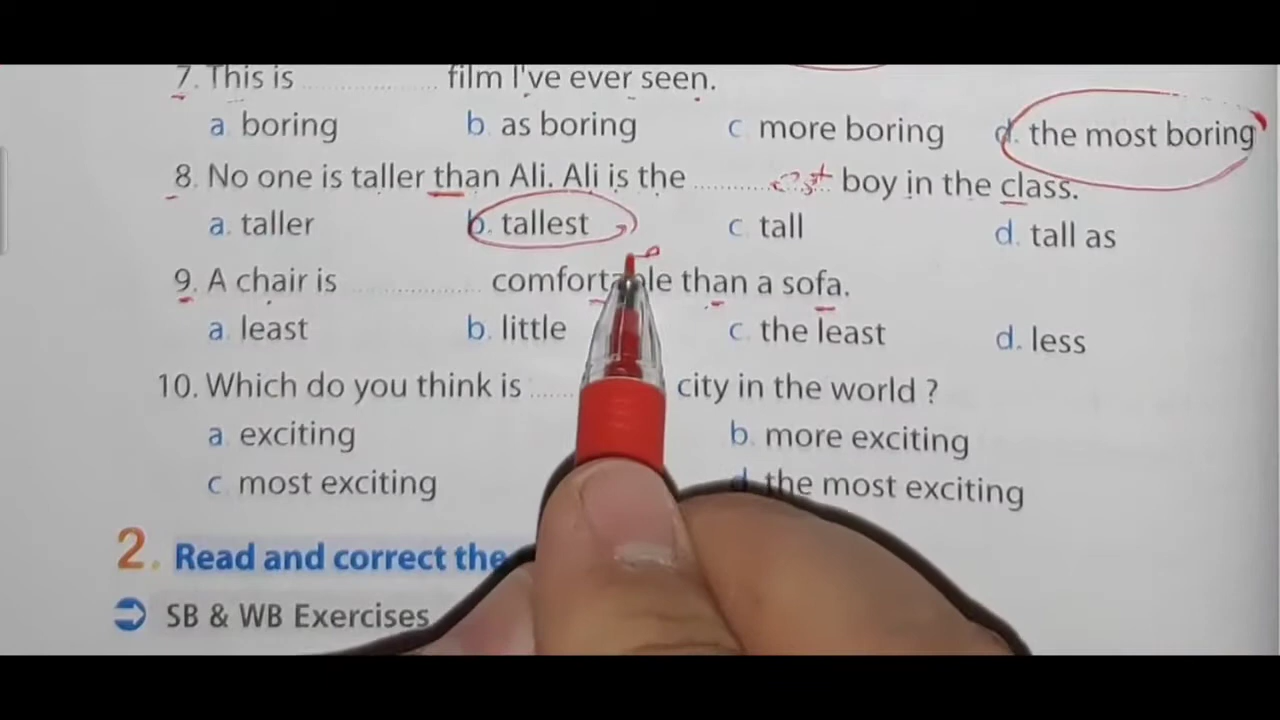 7. This is .................. film I've ever seen.
a. boring b. as boring c. more boring d. the most boring
8. No one is taller than Ali. Ali is the ..........est.. boy in the class.
a. taller b. tallest c. tall d. tall as
9. A chair is .................. comfortable than a sofa.
a. least b. little c. the least d. less
10. Which do you think is ...... city in the world ?
a. exciting b. more exciting
c. most exciting d. the most exciting
2. Read and correct the
SB & WB Exercises